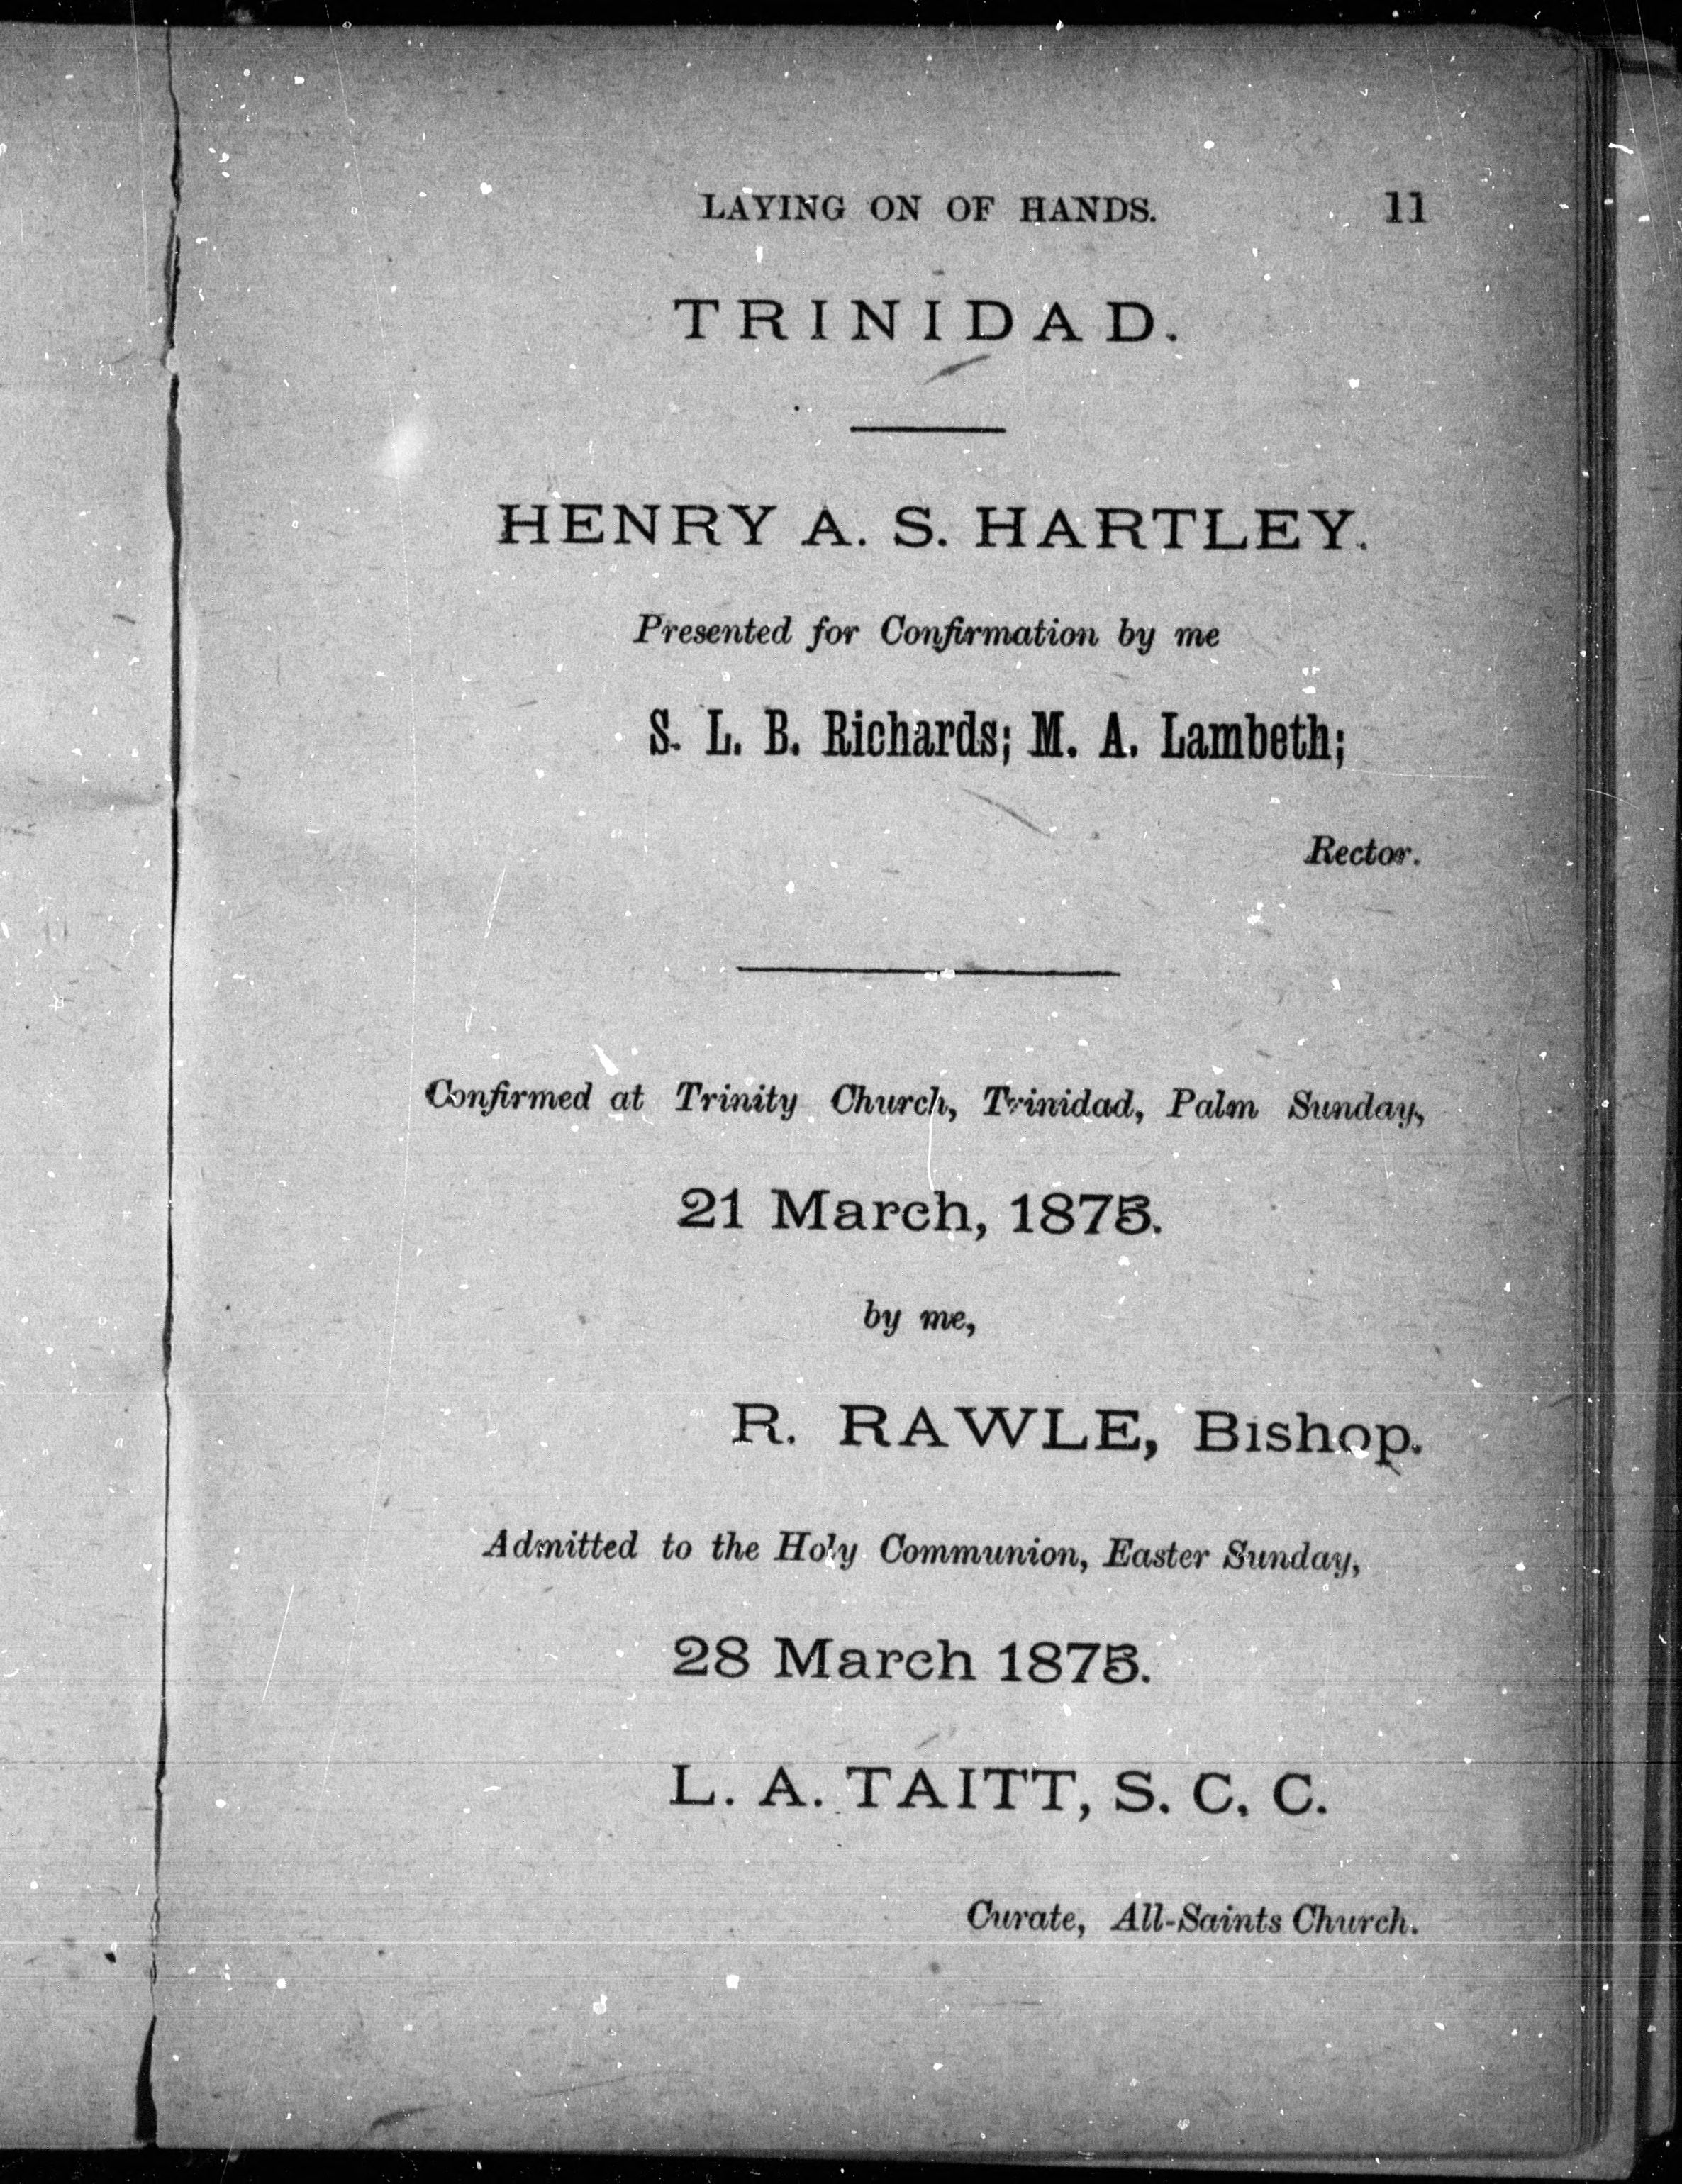 LAYING ON OF HANDS. 11
TRINIDAD.
HENRY A. S. HARTLEY.
Presented for Confirmation by me
S. L. B. Richards; M. A. Lambeth;
Rector.
Confirmed at Trinity Church, Trinidad, Palm Sunday,
21 March, 1875.
by me,
R. RAWLE, Bishop.
Admitted to the Holy Communion, Easter Sunday,
28 March 1875.
L. A. TAITT, S. C. C.
Curate, All-Saints Church.